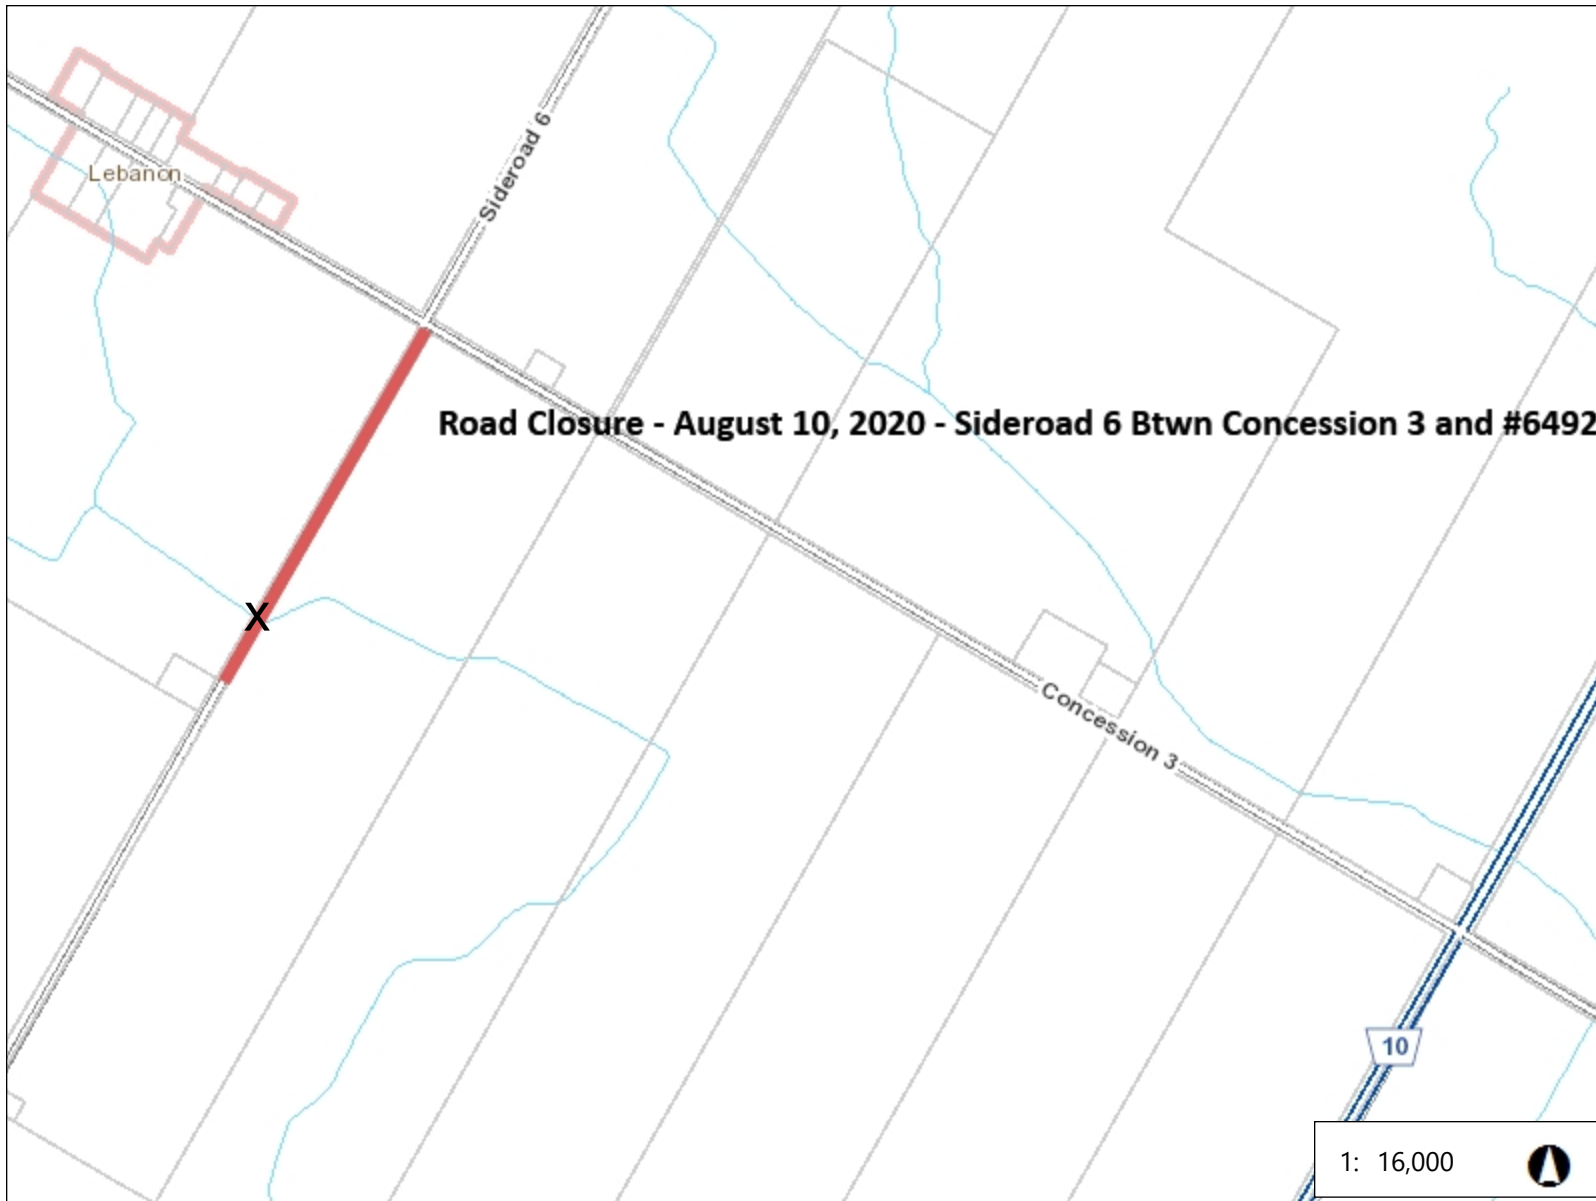 Sideroad 6
Lebanon
Road Closure - August 10, 2020 - Sideroad 6 Btwn Concession 3 and #6492
X
Concession 3
10
1: 16,000